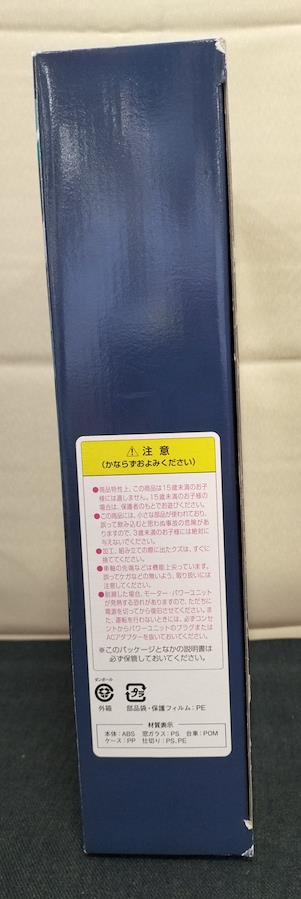 ⚠ 注意
（かならずおよみください）
●商品特性上、この商品は15歳未満のお子
様には適しません。15歳未満のお子様の
場合は、保護者のもとでお遊びください。
●この商品には、小さな部品が使われており、
誤って飲み込むと思わぬ事故の危険があ
りますので、3歳未満のお子様には絶対に
与えないでください。
●加工、組み立ての際に出たクズは、すぐに
捨ててください。
●車軸の先端などは機能上尖っています。
誤ってケガなどの無いよう、取り扱いには
注意してください。
●脱線した場合、モーター・パワーユニット
が発熱する恐れがありますので、ただちに
電源を切ってから復旧させてください。ま
た、運転を行わないときには、必ずコンセ
ントからパワーユニットのプラグまたは
ACアダプターを抜いておいてください。
※このパッケージとなかの説明書は
必ず保管しておいてください。
ダンボール
プラ
外箱 部品袋・保護フィルム：PE
材質表示
本体：ABS 窓ガラス：PS 台車：POM
ケース：PP 仕切り：PS,PE